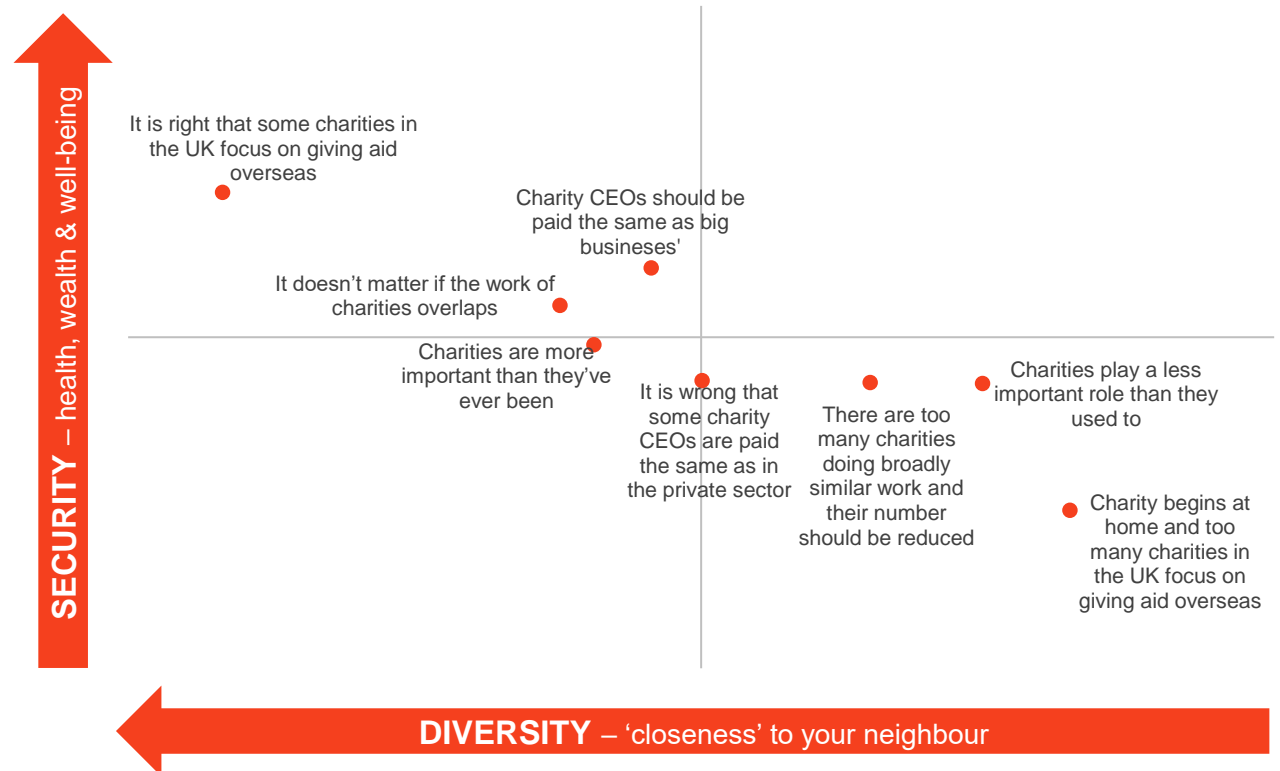 SECURITY – health, wealth & well-being
It is right that some charities in
the UK focus on giving aid
overseas
Charity CEOs should be
paid the same as big
busineses'
It doesn’t matter if the work of
charities overlaps
Charities are more
important than they’ve
ever been
It is wrong that
some charity
CEOs are paid
the same as in
the private sector
There are too
many charities
doing broadly
similar work and
their number
should be reduced
Charities play a less
important role than they
used to
Charity begins at
home and too
many charities in
the UK focus on
giving aid overseas
DIVERSITY – ‘closeness’ to your neighbour